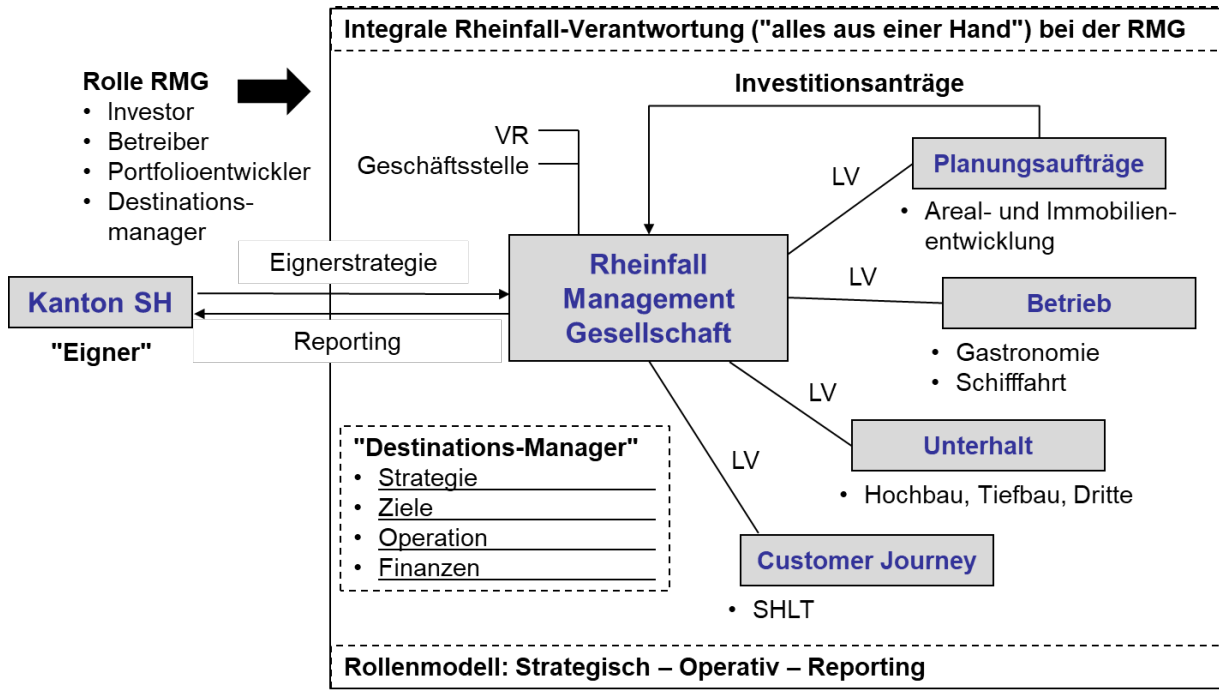 Integrale Rheinfall-Verantwortung ("alles aus einer Hand") bei der RMG
Rolle RMG
• Investor
• Betreiber
• Portfolioentwickler
• Destinations-
manager
Investitionsanträge
VR
Geschäftsstelle
Planungsaufträge
LV
• Areal- und Immobilien-
entwicklung
Eignerstrategie
Rheinfall
Management
Gesellschaft
Kanton SH
"Eigner"
Reporting
LV
Betrieb
• Gastronomie
• Schifffahrt
LV
Unterhalt
• Hochbau, Tiefbau, Dritte
"Destinations-Manager"
• Strategie
• Ziele
• Operation
• Finanzen
LV
Customer Journey
• SHLT
Rollenmodell: Strategisch – Operativ – Reporting